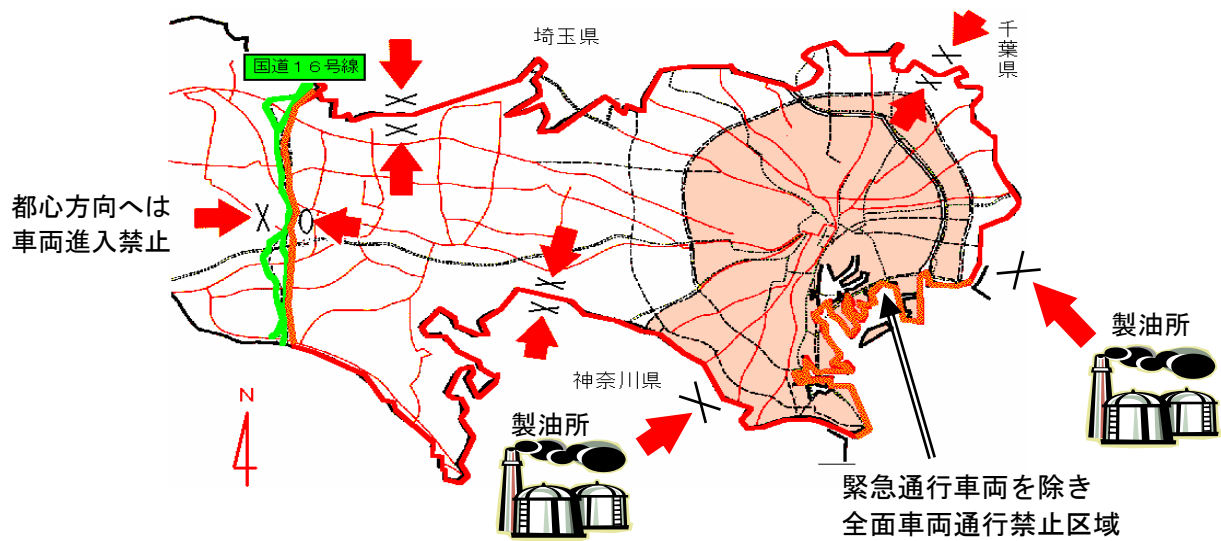 埼玉県
千葉県
国道１６号線
都心方向へは
車両進入禁止
製油所
神奈川県
N
製油所
緊急通行車両を除き
全面車両通行禁止区域